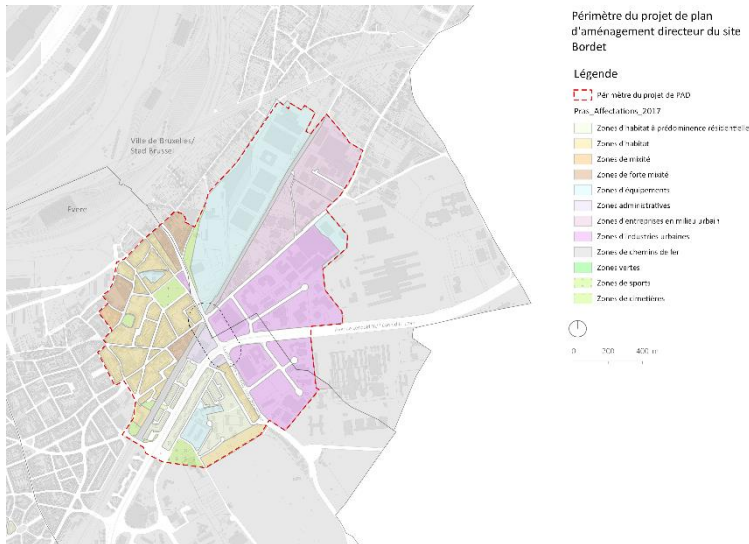 Périmètre du projet de plan
d'aménagement directeur du site
Bordet
Légende
Périmètre du projet de PAD
Pras_Affectations_2017
Zones d'habitat à prédominence résidentielle
Zones d'habitat
Zones de mixité
Zones de forte mixité
Zones d'équipements
Zones administratives
Zones d'entreprises en milieu urbain
Zones d'industries urbaines
Zones de chemins de fer
Zones vertes
Zones de sports
Zones de cimetières
0 200 400 m
Ville de Bruxelles/
Stad Brussel
Evere